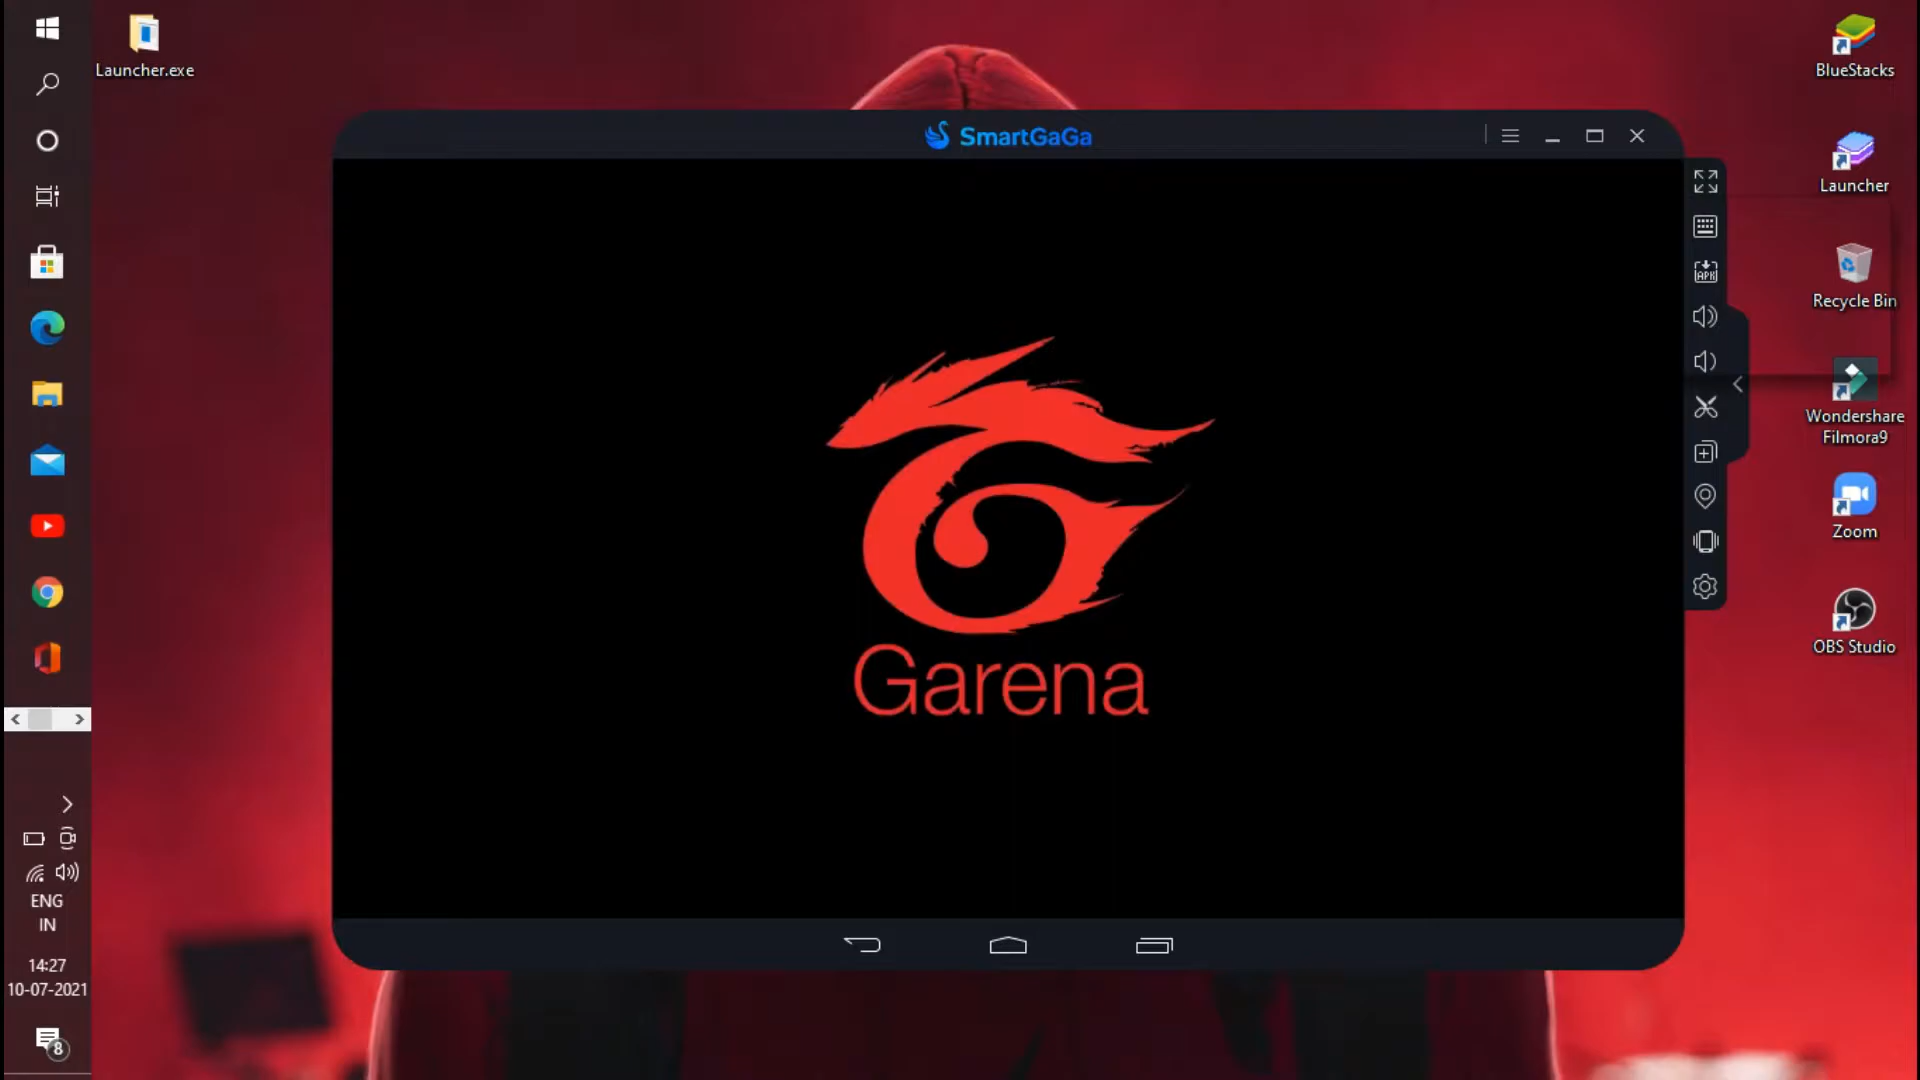 Launcher.exe
SmartGaGa
APK
Garena
BlueStacks
Launcher
Recycle Bin
Wondershare
Filmora9
Zoom
OBS Studio
ENG
IN
14:27
10-07-2021
8